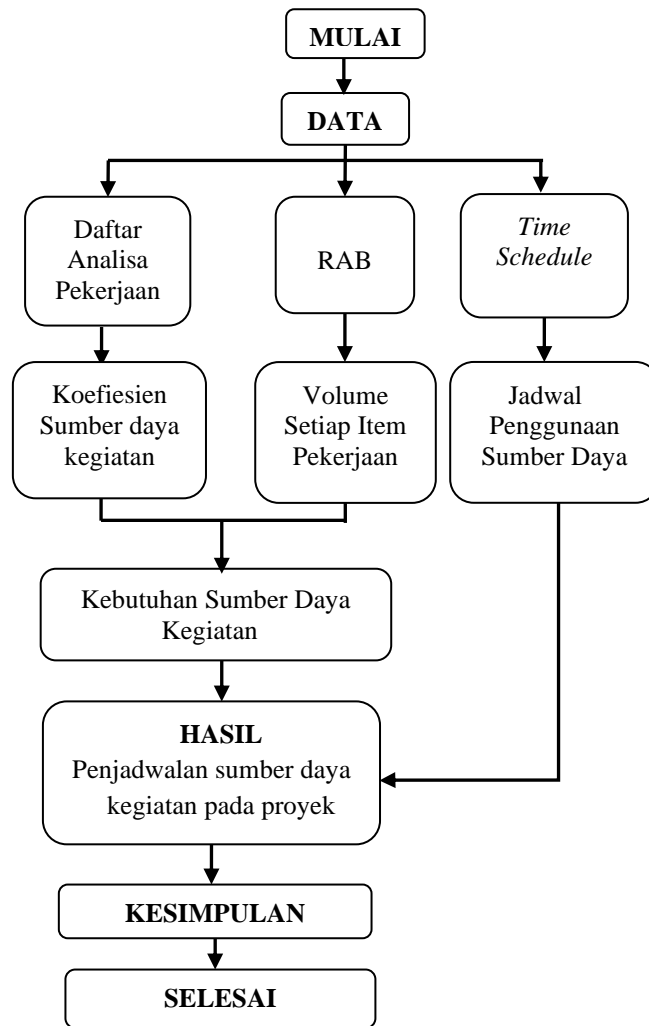 MULAI
DATA
Daftar
Analisa
Pekerjaan
RAB
Time
Schedule
Koefiesien
Sumber daya
kegiatan
Volume
Setiap Item
Pekerjaan
Jadwal
Penggunaan
Sumber Daya
Kebutuhan Sumber Daya
Kegiatan
HASIL
Penjadwalan sumber daya
kegiatan pada proyek
KESIMPULAN
SELESAI